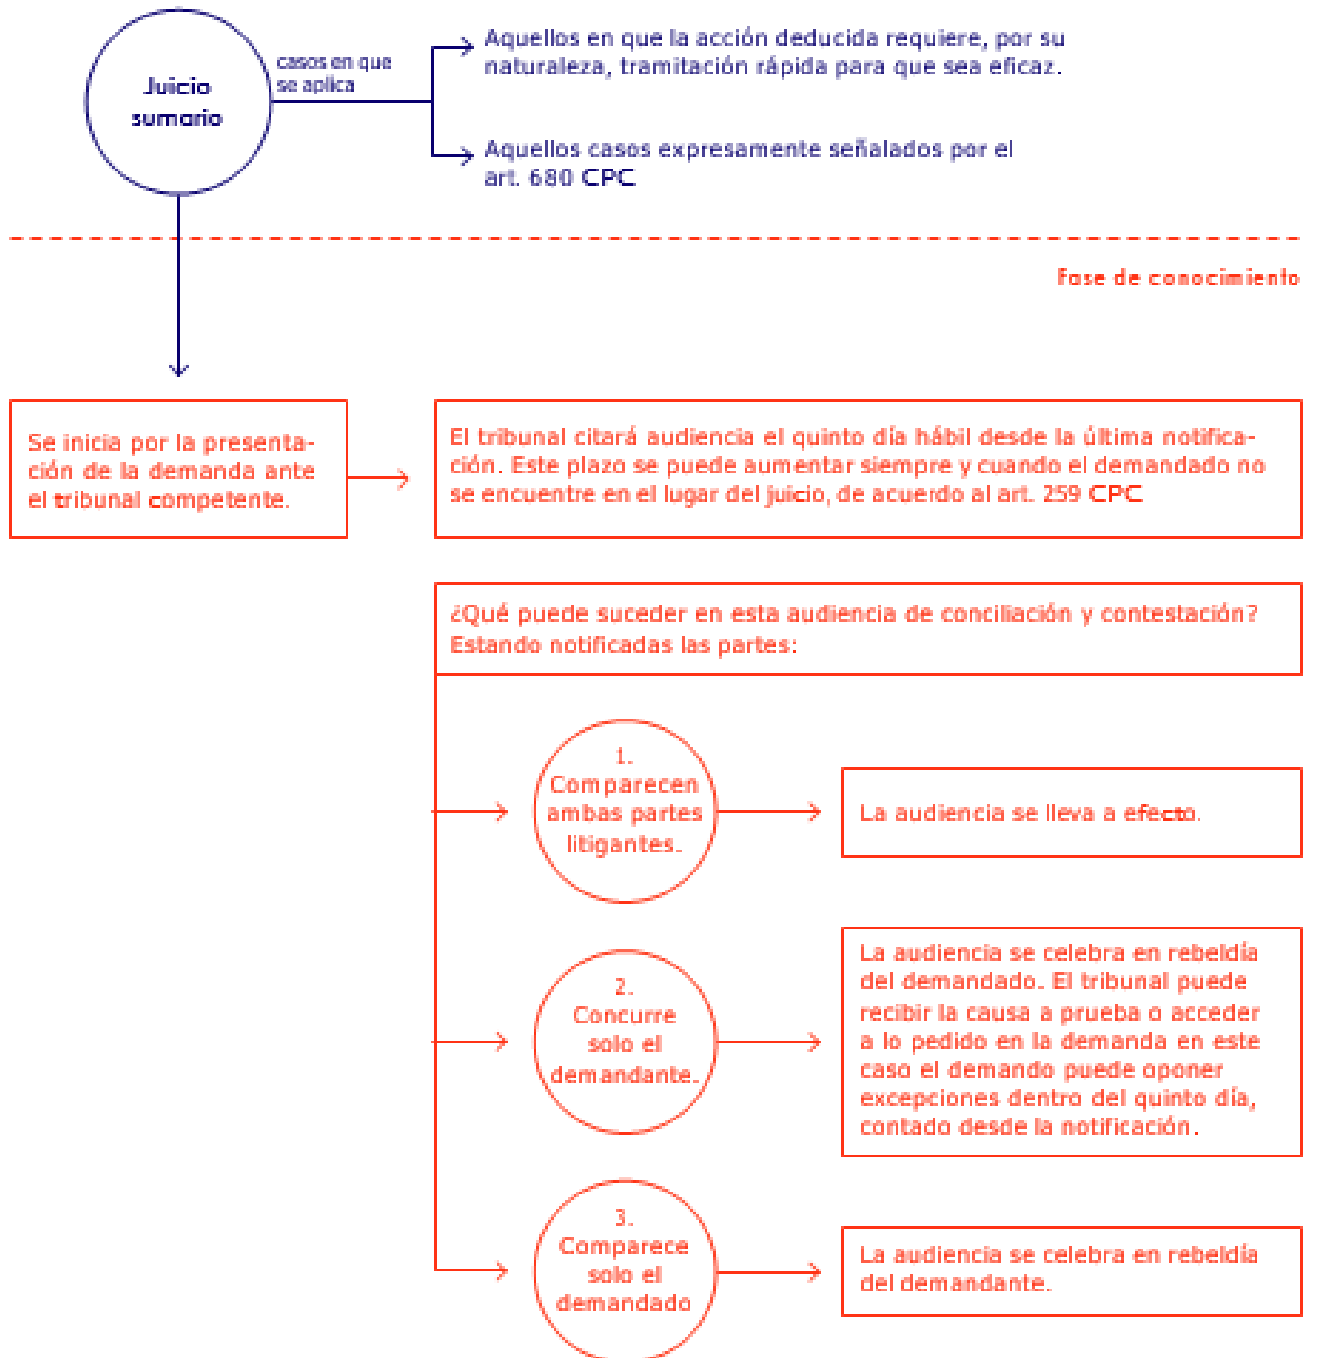 Juicio
sumario
casos en que
se aplica
Aquellos en que la acción deducida requiere, por su
naturaleza, tramitación rápida para que sea eficaz.
Aquellos casos expresamente señalados por el
art. 680 CPC
Fase de conocimiento
Se inicia por la presenta-
ción de la demanda ante
el tribunal competente.
El tribunal citará audiencia el quinto día hábil desde la última notifica-
ción. Este plazo se puede aumentar siempre y cuando el demandado no
se encuentre en el lugar del juicio, de acuerdo al art. 259 CPC
¿Qué puede suceder en esta audiencia de conciliación y contestación?
Estando notificadas las partes:
1.
Comparecen
ambas partes
litigantes.
La audiencia se lleva a efecto.
2.
Concurre
solo el
demandante.
La audiencia se celebra en rebeldía
del demandado. El tribunal puede
recibir la causa a prueba o acceder
a lo pedido en la demanda en este
caso el demando puede oponer
excepciones dentro del quinto día,
contado desde la notificación.
3.
Comparece
solo el
demandado
La audiencia se celebra en rebeldía
del demandante.